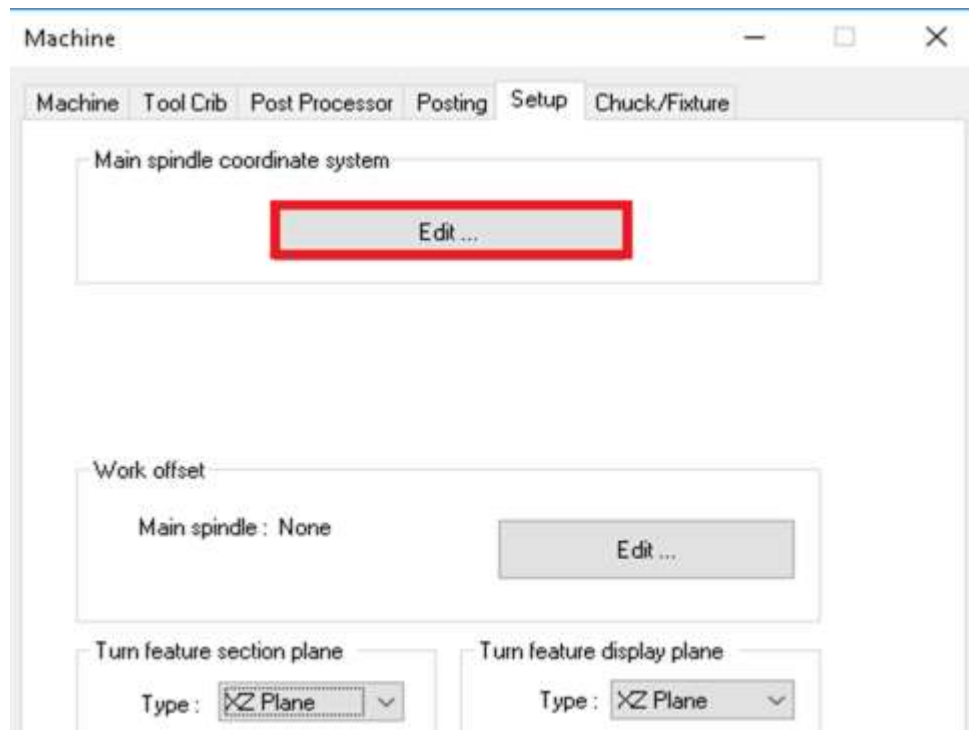 Machine
Machine Tool Crib Post Processor Posting Setup Chuck/Fixture
Main spindle coordinate system
Edit ...
Work offset
Main spindle : None
Edit ...
Turn feature section plane Turn feature display plane
Type : XZ Plane Type : XZ Plane